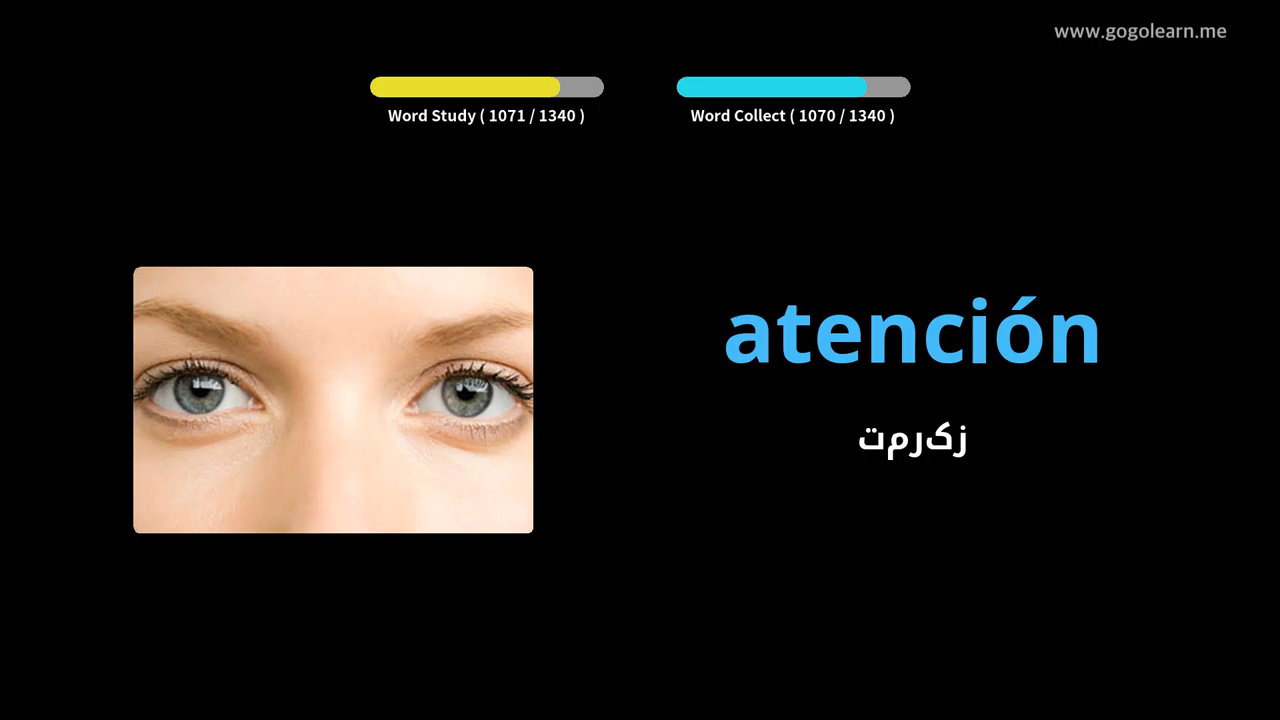 www.gogolearn.me
Word Study ( 1071 / 1340 )
Word Collect ( 1070 / 1340 )
atención
زکرمت